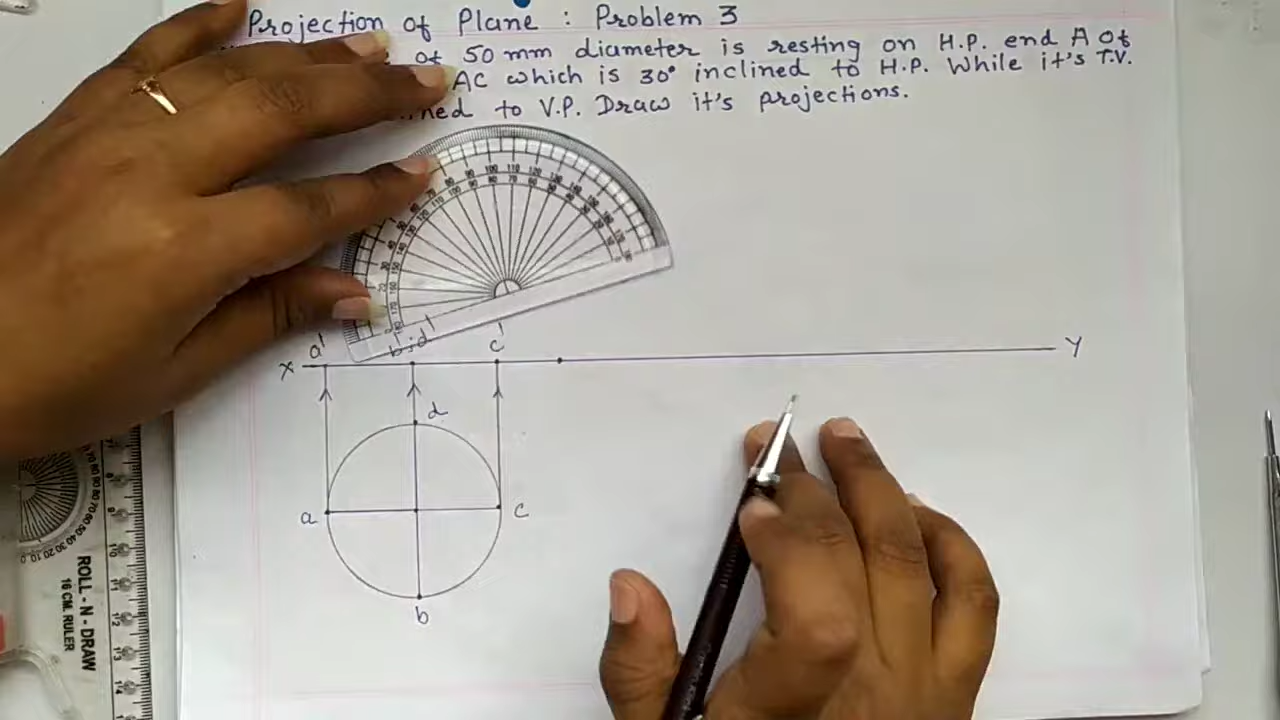 Projection of Plane : Problem 3
of 50 mm diameter is resting on H.P. end A of
AC which is 30° inclined to H.P. While it's T.V.
ned to V.P. Draw it's projections.
X a' b'; d' c' Y
d
a c
b
ROLL-N-DRAW
16 CM. RULER